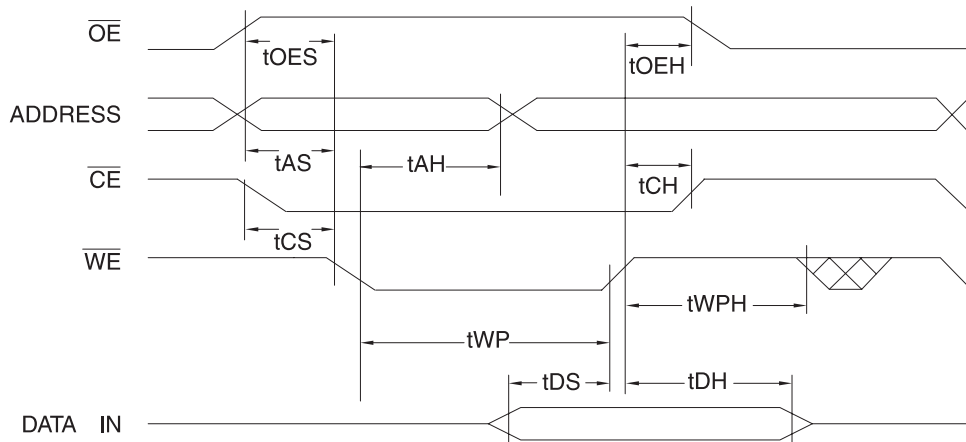 OE
tOES
tOEH
ADDRESS
tAS
tAH
CE
tCH
tCS
WE
tWPH
tWP
tDS
tDH
DATA IN